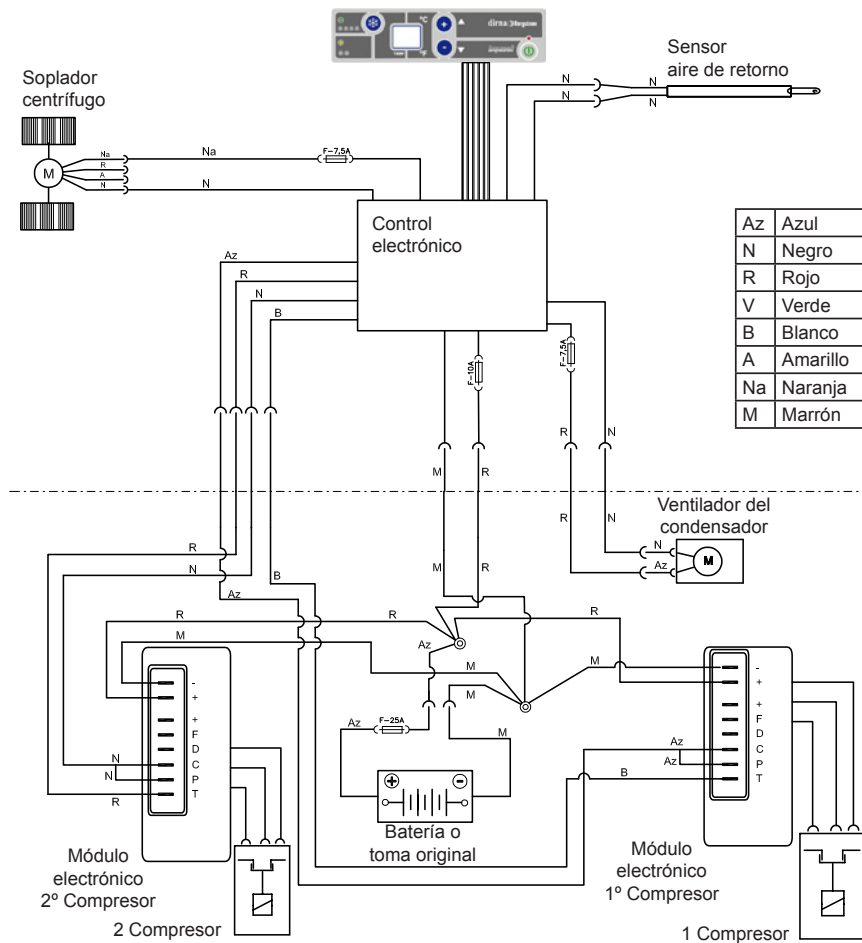 °C
dirna Bergstrom
°F
Sensor
aire de retorno
Soplador
centrífugo
Na
R
A
N
M
Na
N
F-7,5A
N
N
N
N
Control
electrónico
Az Azul
N Negro
R Rojo
V Verde
B Blanco
A Amarillo
Na Naranja
M Marrón
Az
R
N
B
F-10A
F-7,5A
R
N
M
R
Ventilador del
condensador
R
N
N
Az
M
R
N
B
Az
M
R
R
R
R
M
Az
M
M
M
-
+
+
F
D
C
P
T
N
N
R
Az
F-25A
M
Batería o
toma original
-
+
+
F
D
C
P
T
Az
Az
B
Módulo
electrónico
2º Compresor
2 Compresor
Módulo
electrónico
1º Compresor
1 Compresor